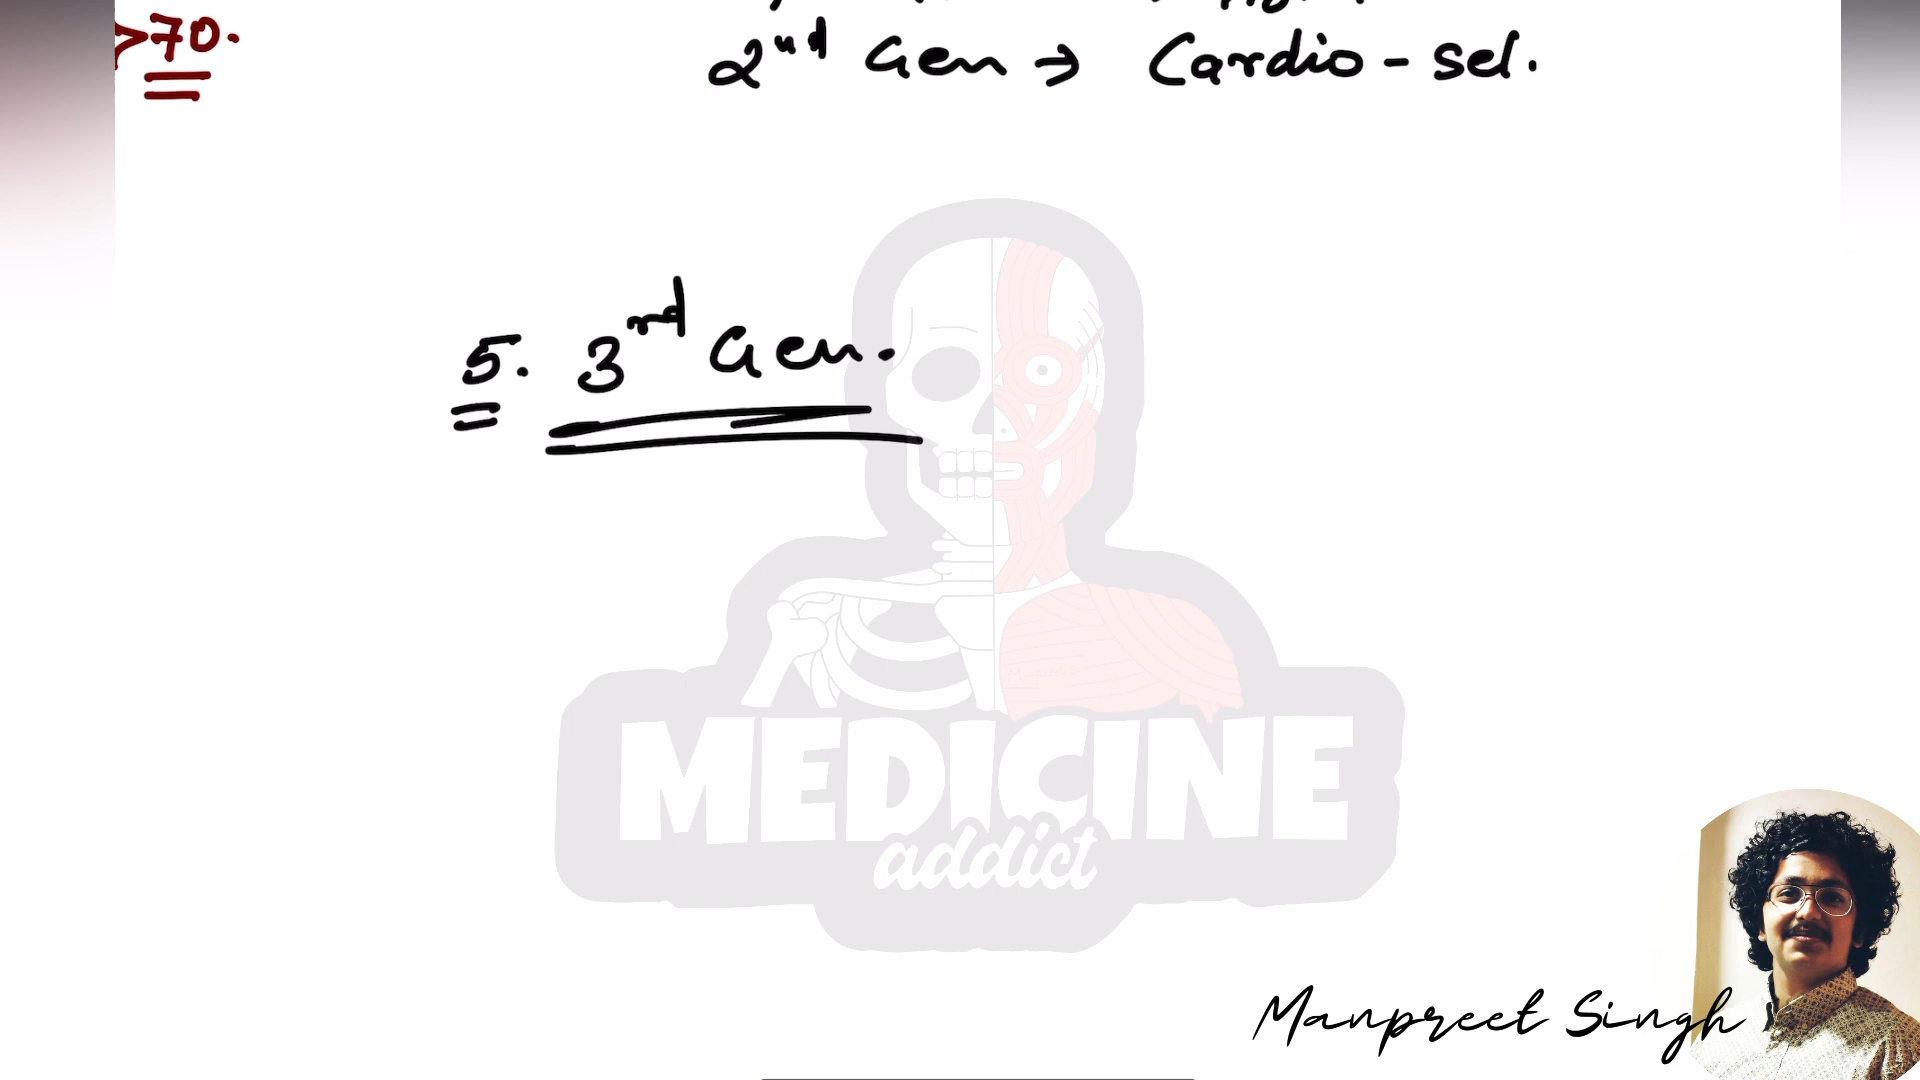 >70.
2nd Gen → Cardio - sel.
5. 3rd Gen.
MEDICINE
addict
Manpreet Singh